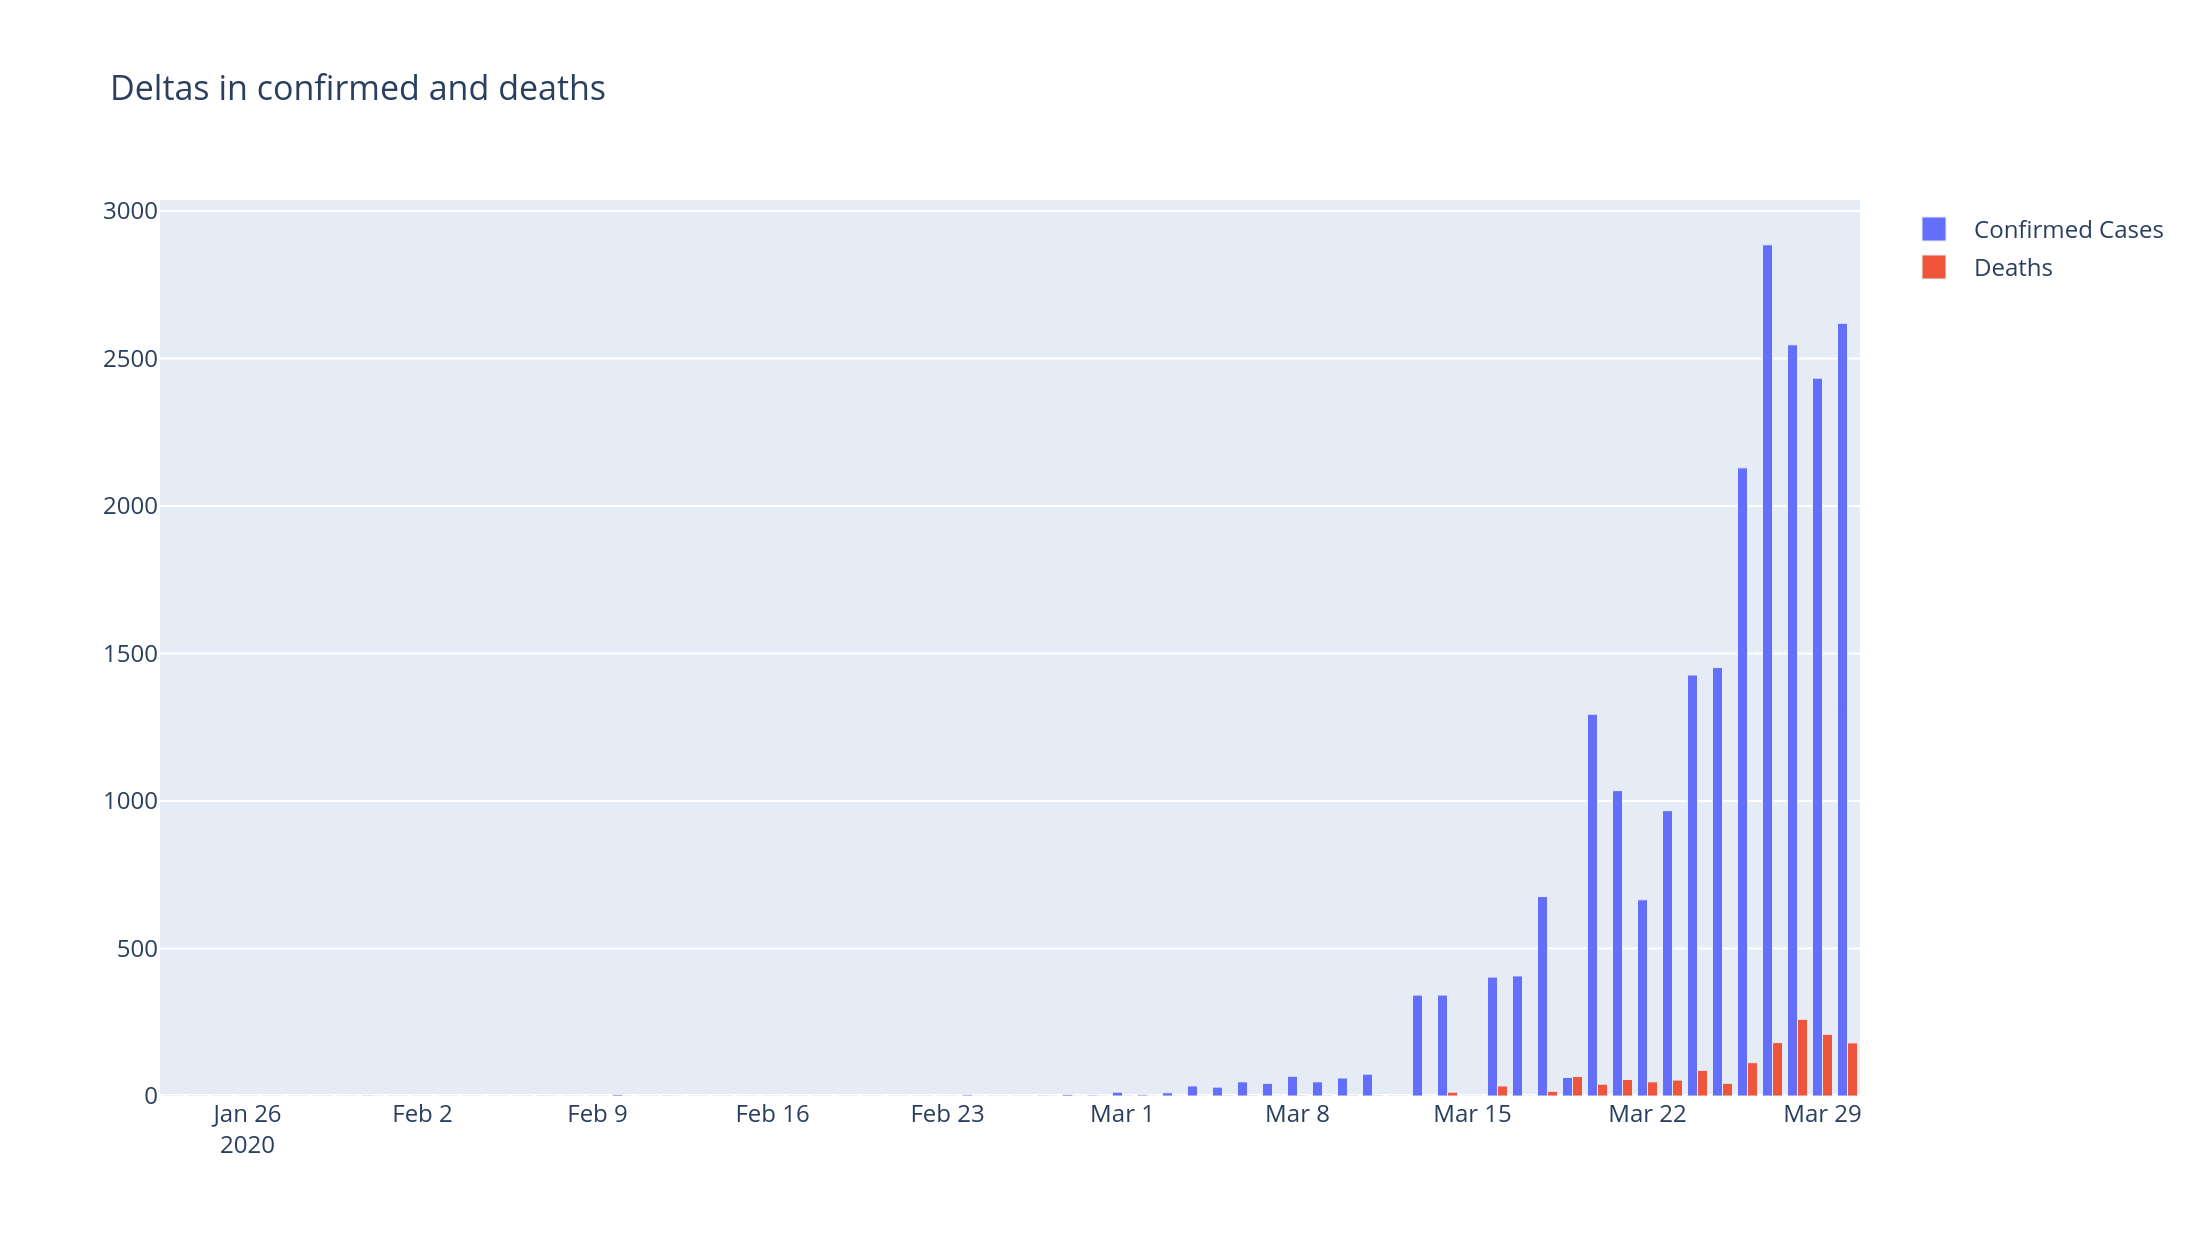 Deltas in confirmed and deaths
3000
2500
2000
1500
1000
500
0
Jan 26
2020
Feb 2
Feb 9
Feb 16
Feb 23
Mar 1
Mar 8
Mar 15
Mar 22
Mar 29
Confirmed Cases
Deaths